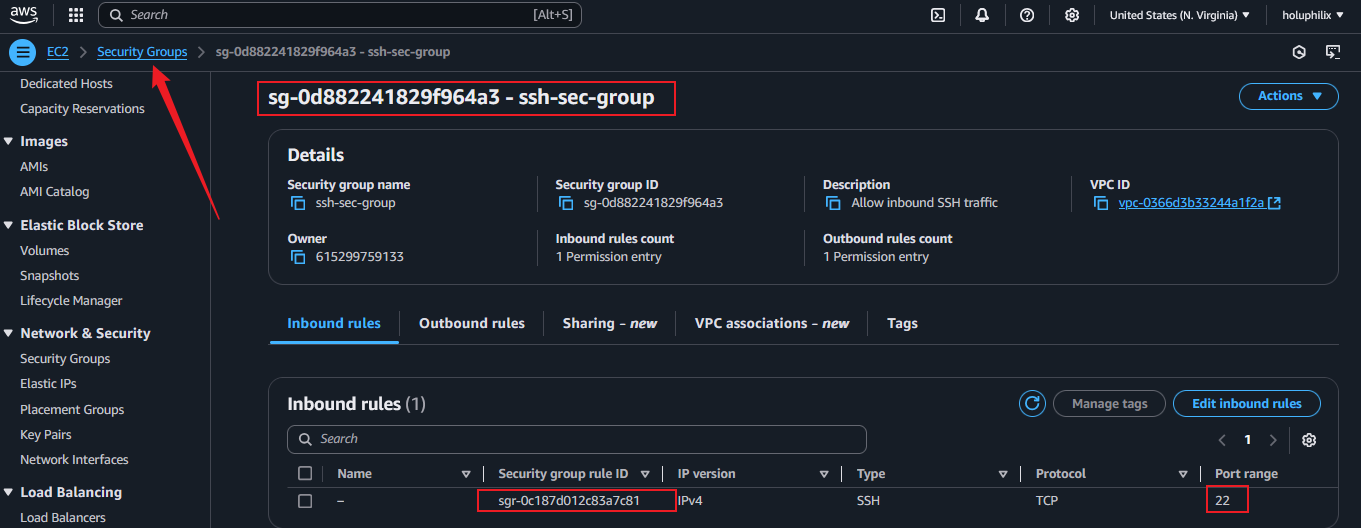 aws Search [Alt+S] United States (N. Virginia) holuphilix
EC2 Security Groups sg-0d882241829f964a3 - ssh-sec-group
Dedicated Hosts
Capacity Reservations
Images
AMIs
AMI Catalog
Elastic Block Store
Volumes
Snapshots
Lifecycle Manager
Network & Security
Security Groups
Elastic IPs
Placement Groups
Key Pairs
Network Interfaces
Load Balancing
Load Balancers
sg-0d882241829f964a3 - ssh-sec-group
Actions
Details
Security group name
ssh-sec-group
Security group ID
sg-0d882241829f964a3
Description
Allow inbound SSH traffic
VPC ID
vpc-0366d3b33244a1f2a
Owner
615299759133
Inbound rules count
1 Permission entry
Outbound rules count
1 Permission entry
Inbound rules Outbound rules Sharing - new VPC associations - new Tags
Inbound rules (1)
Manage tags Edit inbound rules
Search
1
Name Security group rule ID IP version Type Protocol Port range
– sgr-0c187d012c83a7c81 IPv4 SSH TCP 22